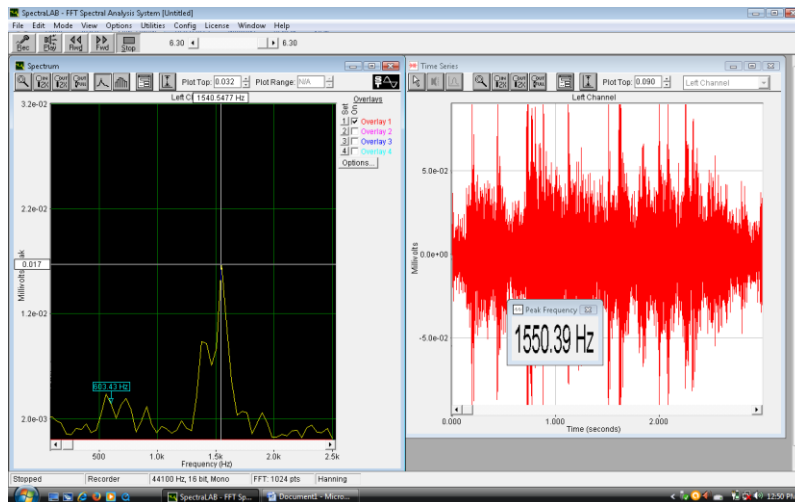 SpectraLAB - FFT Spectral Analysis System [Untitled]
File Edit Mode View Options Utilities Config License Window Help
Rec Play Rwd Fwd Stop 6.30 6.30
Spectrum
Plot Top: 0.032 Plot Range: N/A
Left C 1540.5477 Hz
Overlays
Set On
1 Overlay 1
2 Overlay 2
3 Overlay 3
4 Overlay 4
Options...
3.2e-02
2.2e-02
0.017
1.2e-02
2.0e-03
Millivolts
603.43 Hz
500 1.0k 1.5k 2.0k 2.5k
Frequency (Hz)
Time Series
Plot Top: 0.090 Left Channel
Left Channel
5.0e-02
0.0e+00
-5.0e-02
Millivolts
Peak Frequency
1550.39 Hz
0.000 1.000 2.000
Time (seconds)
Stopped Recorder 44100 Hz, 16 bit, Mono FFT: 1024 pts Hanning
SpectraLAB - FFT Sp... Document1 - Micro... 12:50 PM